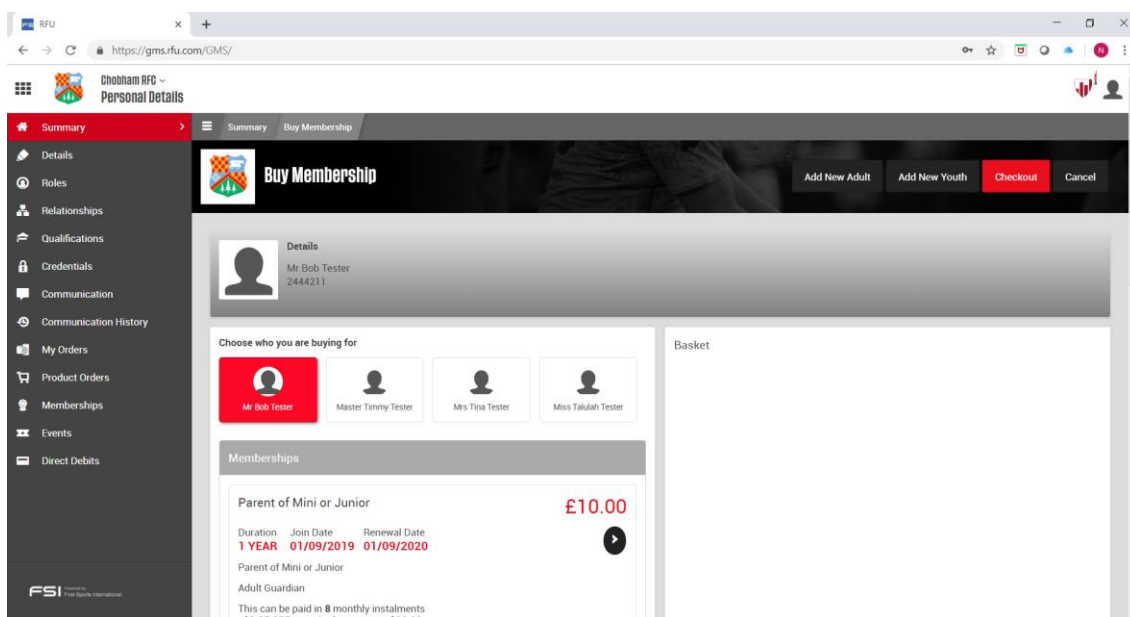 RFU
https://gms.rfu.com/GMS/
N
Chobham RFC
Personal Details
Summary
Details
Roles
Relationships
Qualifications
Credentials
Communication
Communication History
My Orders
Product Orders
Memberships
Events
Direct Debits
FSI
Summary Buy Membership
Buy Membership
Add New Adult Add New Youth Checkout Cancel
Details
Mr Bob Tester
2444211
Choose who you are buying for
Mr Bob Tester Master Timmy Tester Mrs Tina Tester Miss Talulah Tester
Memberships
Parent of Mini or Junior £10.00
Duration Join Date Renewal Date
1 YEAR 01/09/2019 01/09/2020
Parent of Mini or Junior
Adult Guardian
This can be paid in 8 monthly instalments
Basket